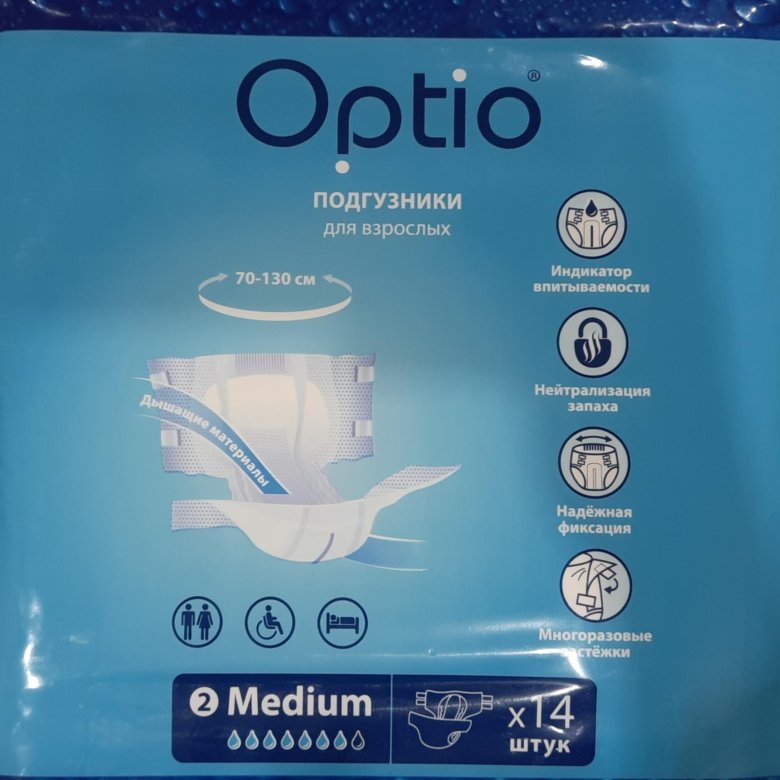 Optio®
ПОДГУЗНИКИ
для взрослых
70-130 см
Дышащие материалы
Индикатор
впитываемости
Нейтрализация
запаха
Надёжная
фиксация
Многоразовые
застёжки
2 Medium
x14
штук